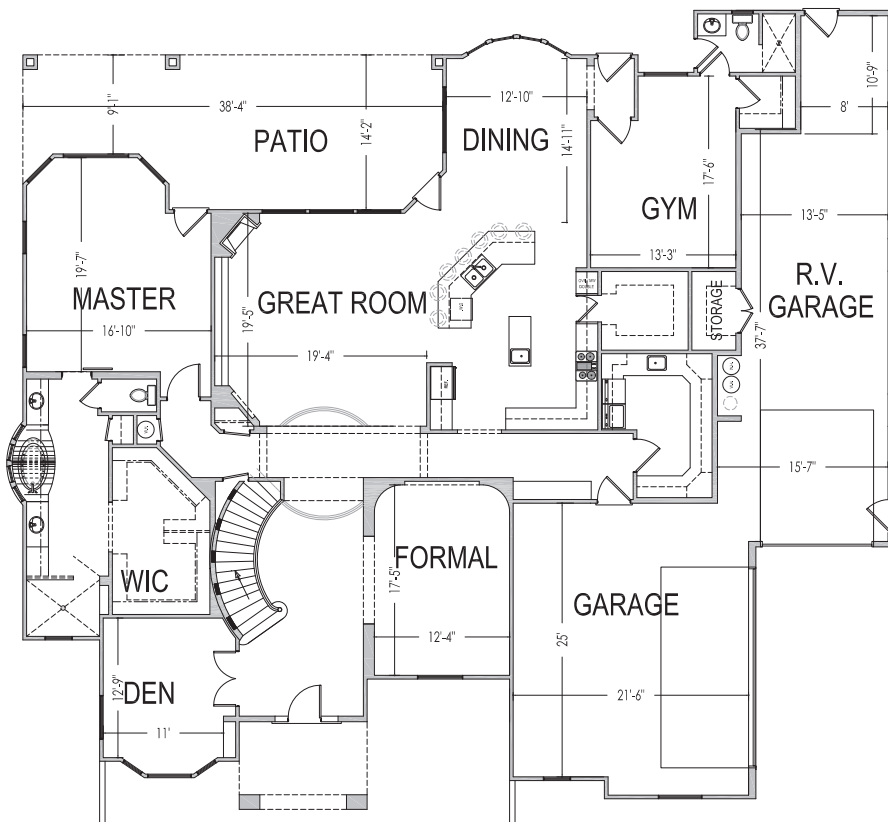 10'-9"
8'
9'-1"
38'-4"
14'-2"
12'-10"
14'-11"
PATIO
DINING
17'-6"
GYM
13'-3"
13'-5"
R.V.
GARAGE
37'-7"
STORAGE
19'-7"
MASTER
16'-10"
GREAT ROOM
19'-5"
19'-4"
D/W
REF.
15'-7"
WIC
FORMAL
17'-5"
12'-4"
GARAGE
25'
21'-6"
DEN
12'-9"
11'